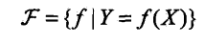 ℱ = {f | Y = f(X)}